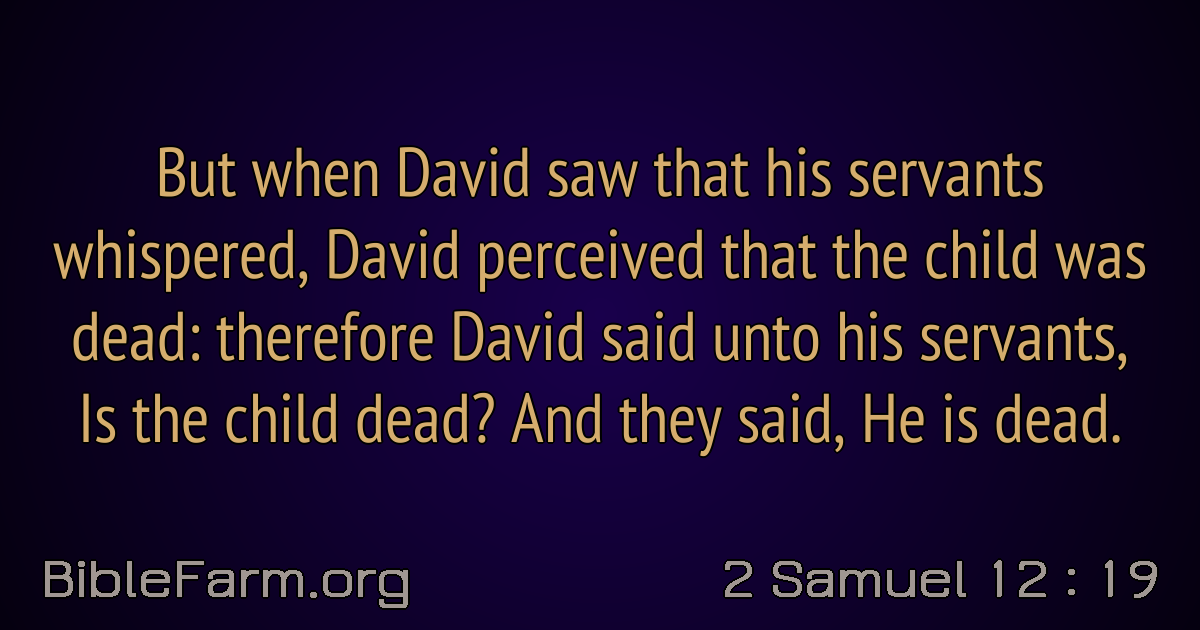 But when David saw that his servants
whispered, David perceived that the child was
dead: therefore David said unto his servants,
Is the child dead? And they said, He is dead.
BibleFarm.org
2 Samuel 12 : 19